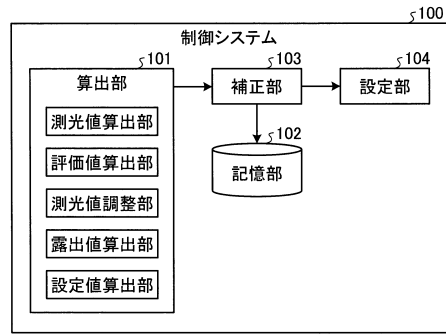 100
制御システム
101
算出部
測光値算出部
評価値算出部
測光値調整部
露出値算出部
設定値算出部
103
補正部
104
設定部
102
記憶部